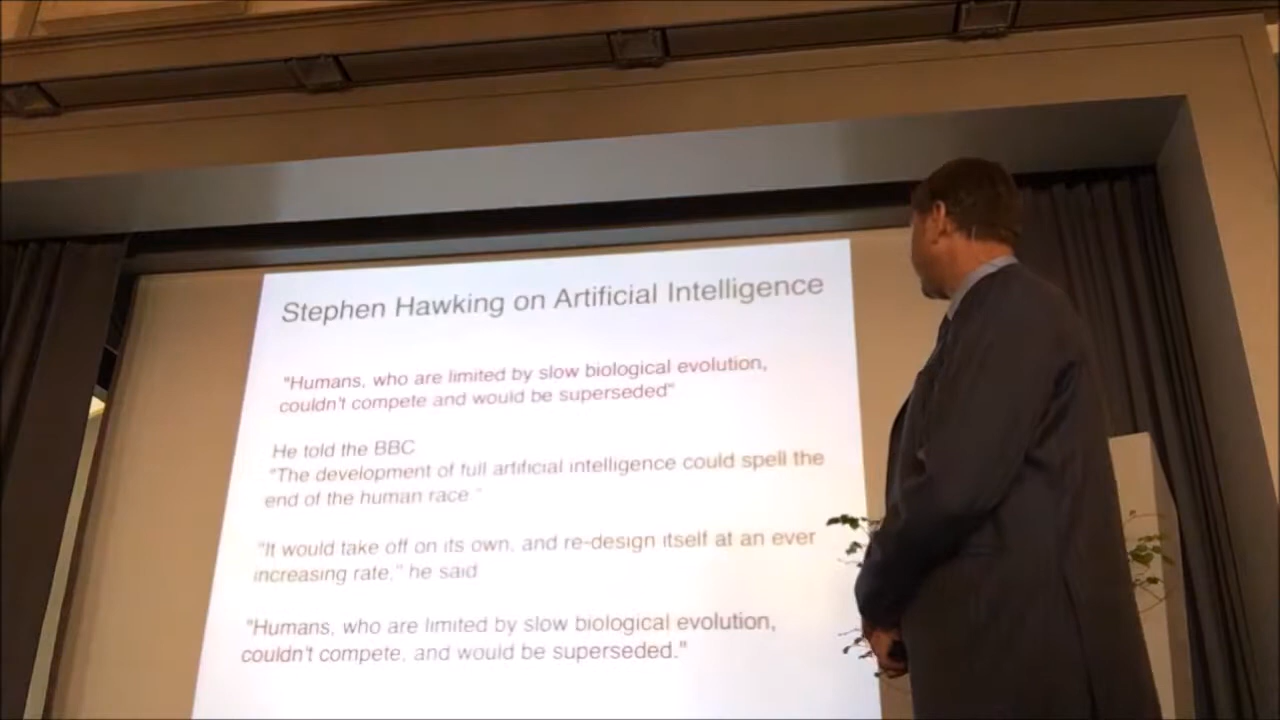 Stephen Hawking on Artificial Intelligence
"Humans, who are limited by slow biological evolution,
couldn't compete and would be superseded"
He told the BBC
"The development of full artificial intelligence could spell the
end of the human race."
"It would take off on its own, and re-design itself at an ever
increasing rate," he said
"Humans, who are limited by slow biological evolution,
couldn't compete, and would be superseded."